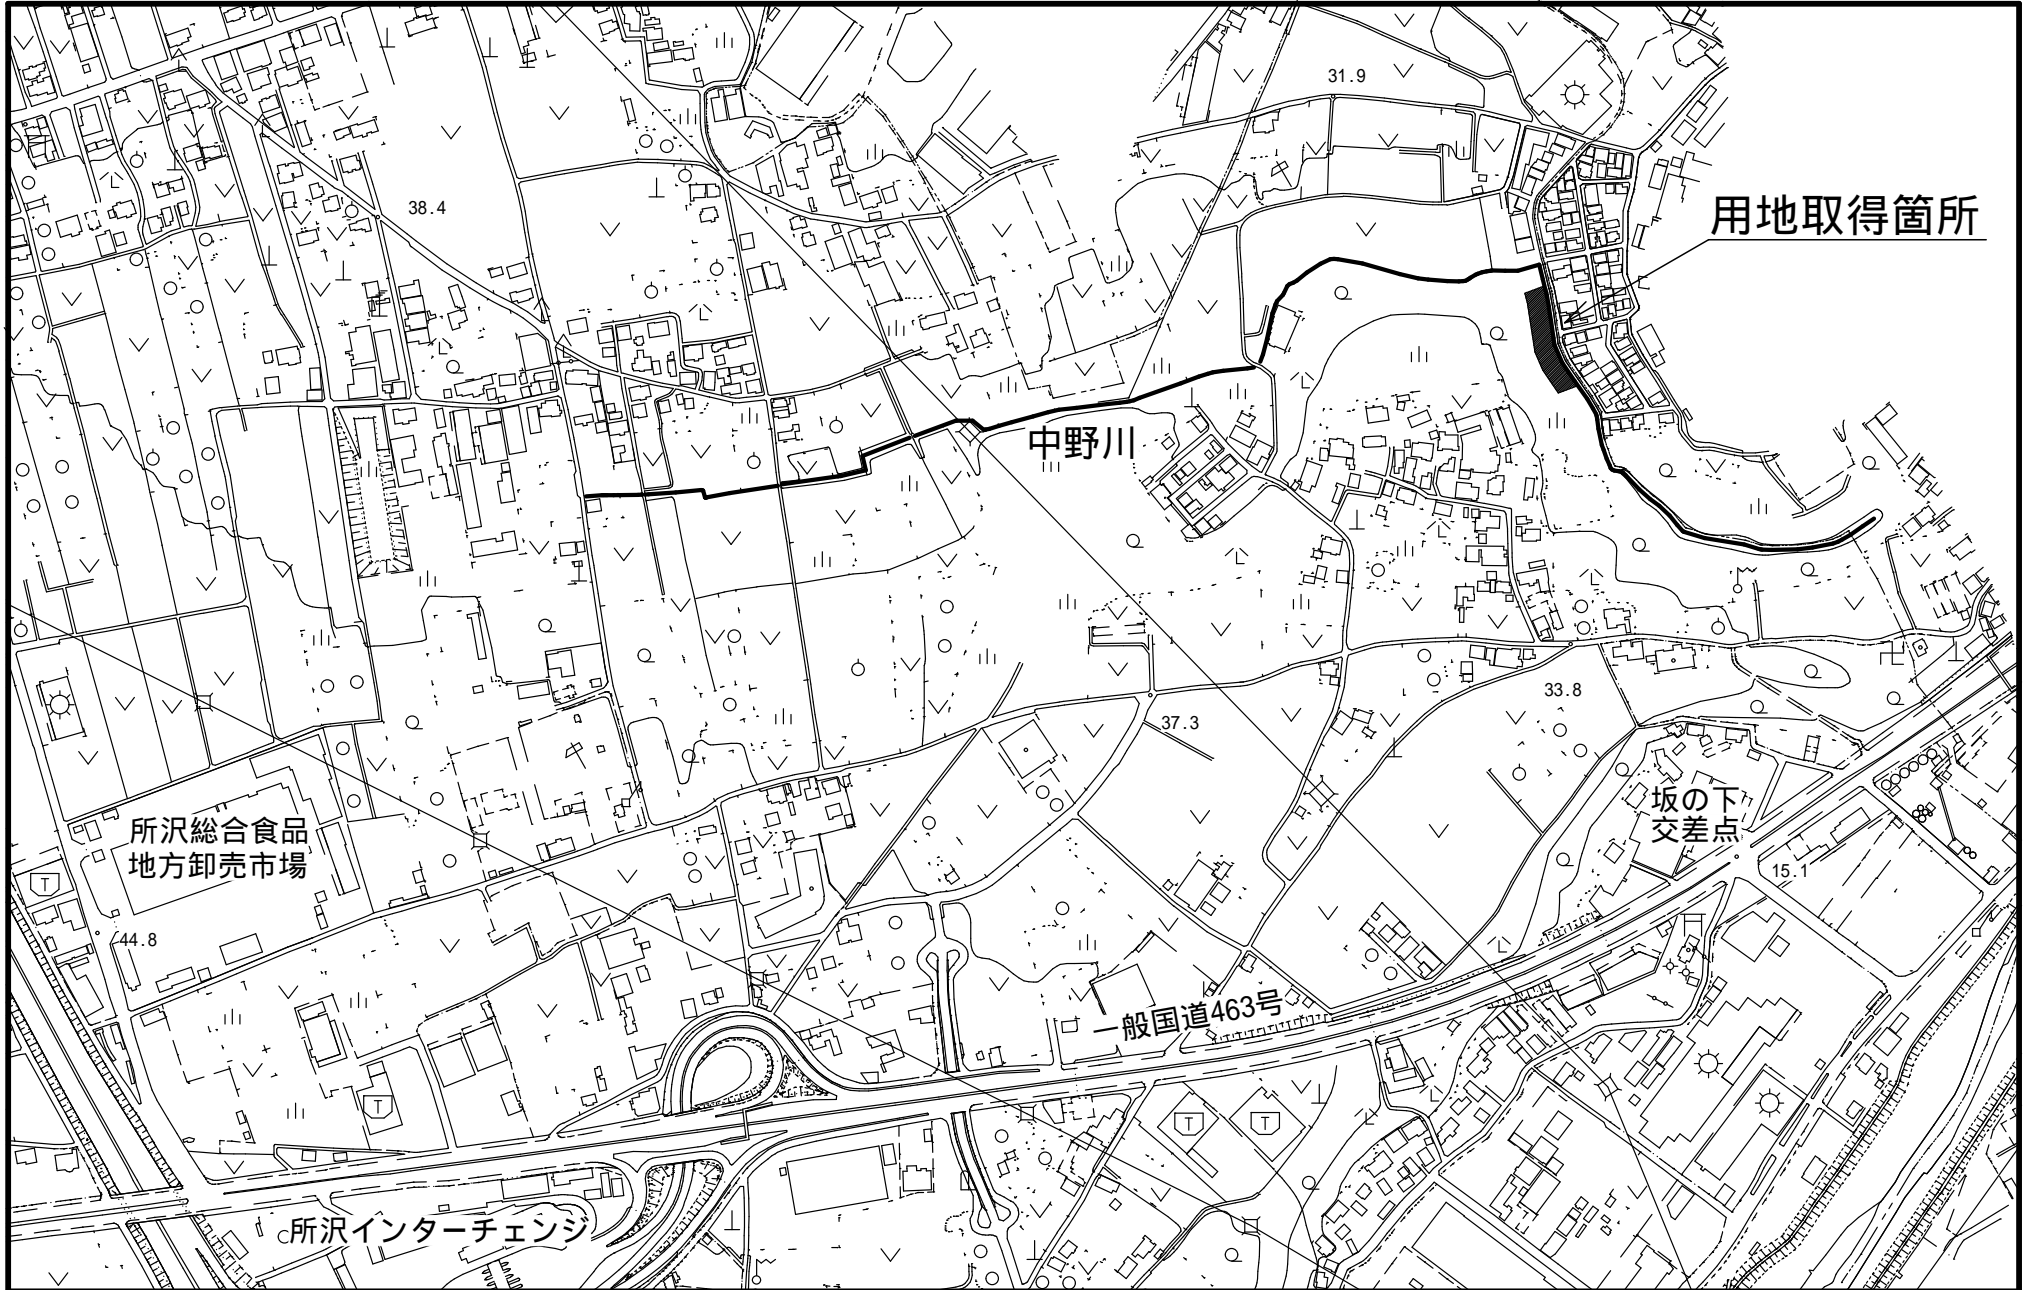 31.9
38.4
用地取得箇所
中野川
33.8
37.3
坂の下
交差点
所沢総合食品
地方卸売市場
15.1
44.8
一般国道463号
T
T
T
T
所沢インターチェンジ